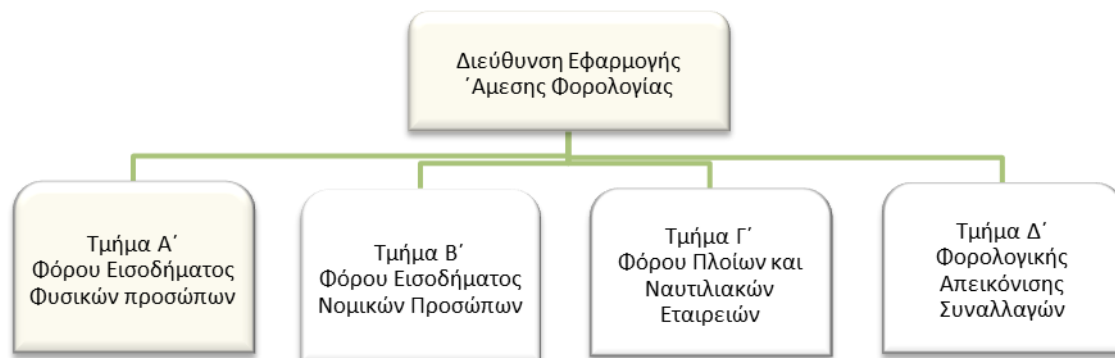 Διεύθυνση Εφαρμογής
΄Αμεσης Φορολογίας
Τμήμα Α΄
Φόρου Εισοδήματος
Φυσικών προσώπων
Τμήμα Β΄
Φόρου Εισοδήματος
Νομικών Προσώπων
Τμήμα Γ΄
Φόρου Πλοίων και
Ναυτιλιακών
Εταιρειών
Τμήμα Δ΄
Φορολογικής
Απεικόνισης
Συναλλαγών